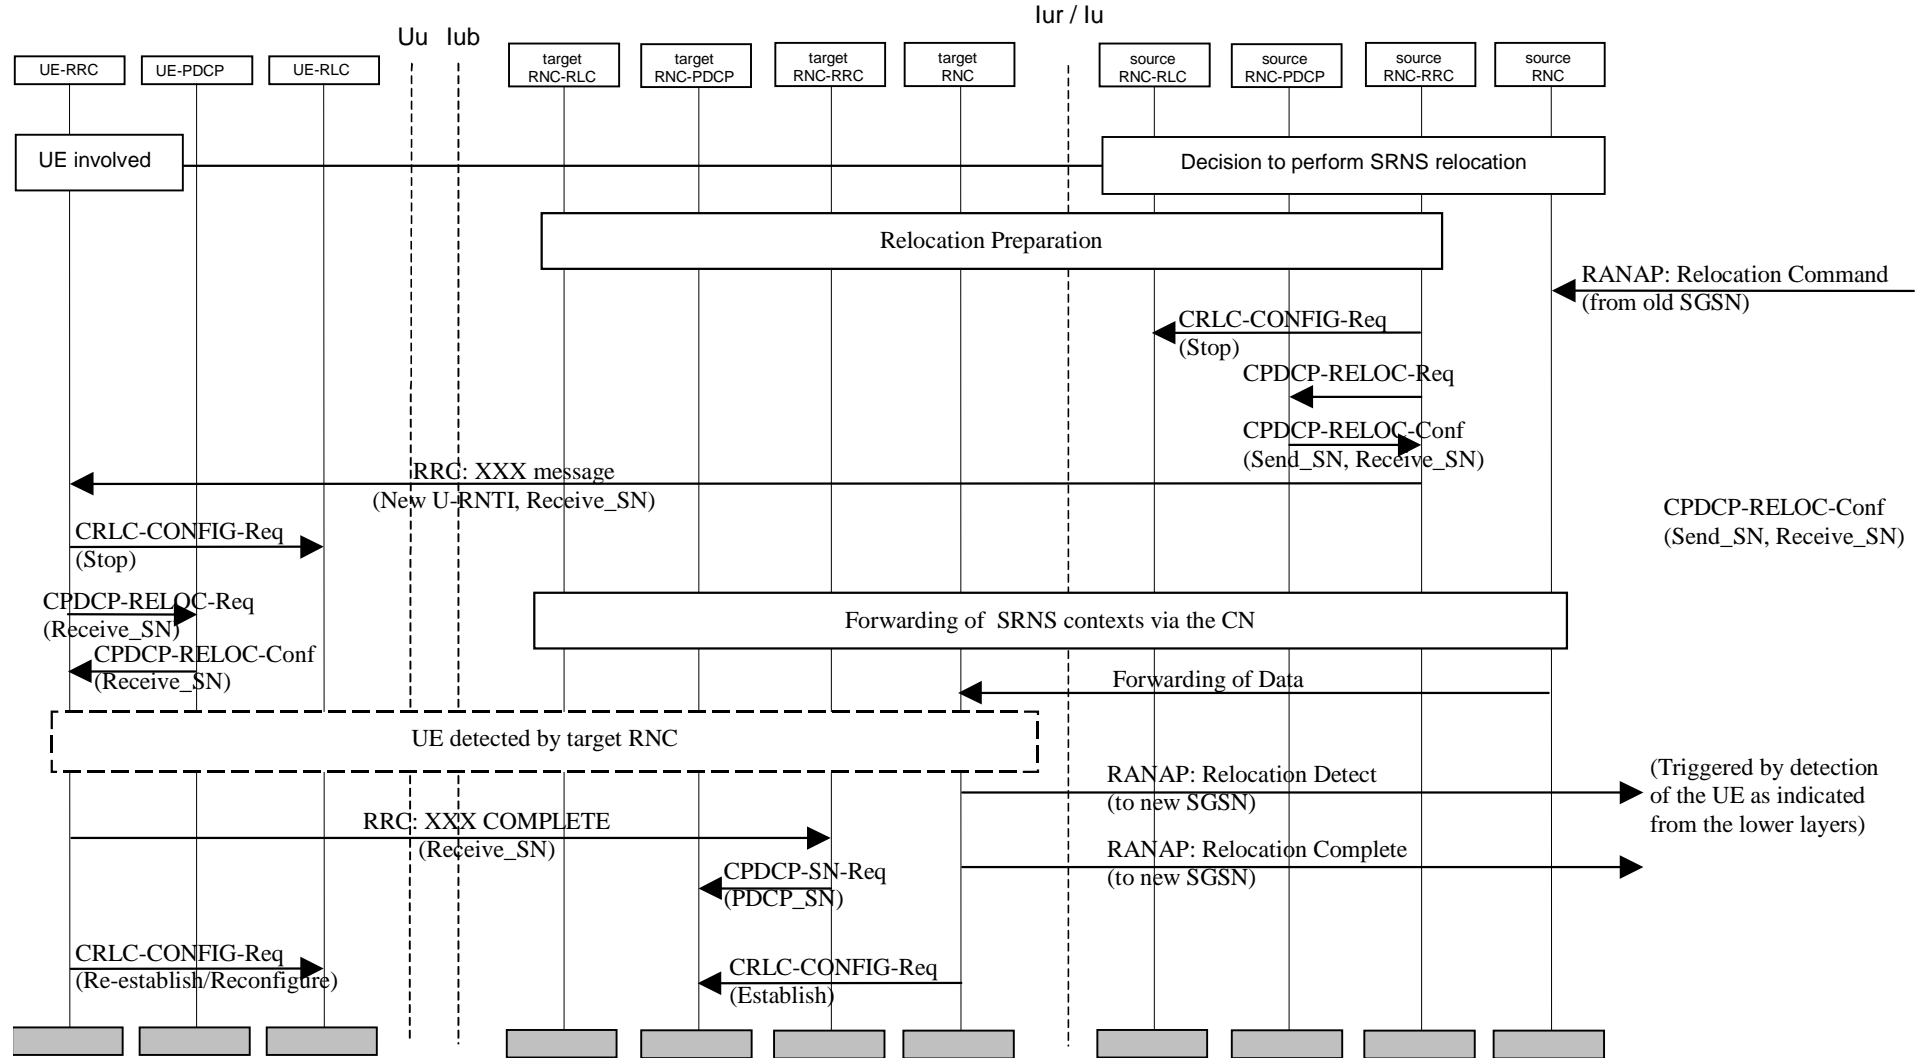 Iur / Iu
Uu
Iub
UE-RRC
UE-PDCP
UE-RLC
target
RNC-RLC
target
RNC-PDCP
target
RNC-RRC
target
RNC
source
RNC-RLC
source
RNC-PDCP
source
RNC-RRC
source
RNC
UE involved
Decision to perform SRNS relocation
Relocation Preparation
RANAP: Relocation Command
(from old SGSN)
CRLC-CONFIG-Req
(Stop)
CPDCP-RELOC-Req
CPDCP-RELOC-Conf
(Send_SN, Receive_SN)
RRC: XXX message
(New U-RNTI, Receive_SN)
CPDCP-RELOC-Conf
(Send_SN, Receive_SN)
CRLC-CONFIG-Req
(Stop)
CPDCP-RELOC-Req
(Receive_SN)
Forwarding of SRNS contexts via the CN
CPDCP-RELOC-Conf
(Receive_SN)
Forwarding of Data
UE detected by target RNC
RANAP: Relocation Detect
(to new SGSN)
(Triggered by detection
of the UE as indicated
from the lower layers)
RRC: XXX COMPLETE
(Receive_SN)
RANAP: Relocation Complete
(to new SGSN)
CPDCP-SN-Req
(PDCP_SN)
CRLC-CONFIG-Req
(Re-establish/Reconfigure)
CRLC-CONFIG-Req
(Establish)